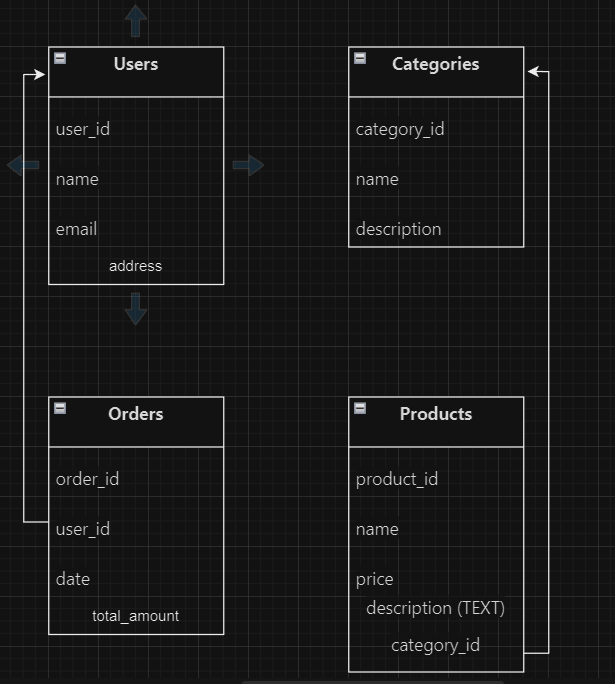 Users
user_id
name
email
address
Categories
category_id
name
description
Orders
order_id
user_id
date
total_amount
Products
product_id
name
price
description (TEXT)
category_id